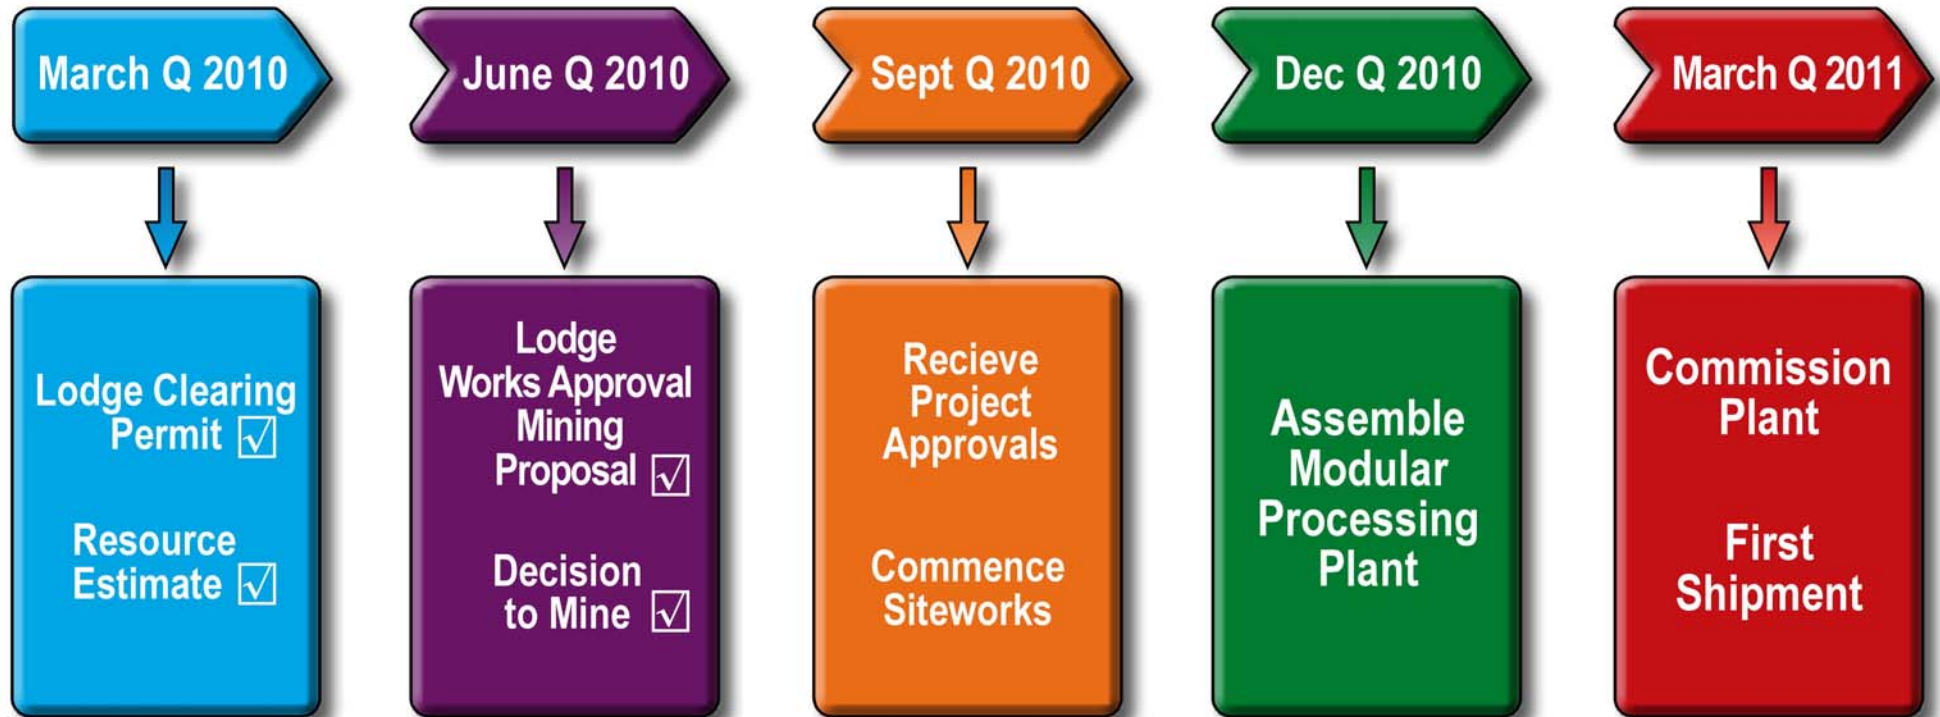 March Q 2010
June Q 2010
Sept Q 2010
Dec Q 2010
March Q 2011
Lodge Clearing
Permit ☑
Resource
Estimate ☑
Lodge
Works Approval
Mining
Proposal ☑
Decision
to Mine ☑
Recieve
Project
Approvals
Commence
Siteworks
Assemble
Modular
Processing
Plant
Commission
Plant
First
Shipment